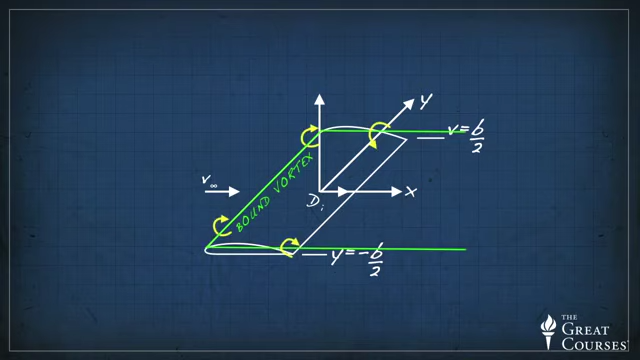 Y
v = b/2
V∞
BOUND VORTEX
X
Di
y = -b/2
THE
GREAT
COURSES®